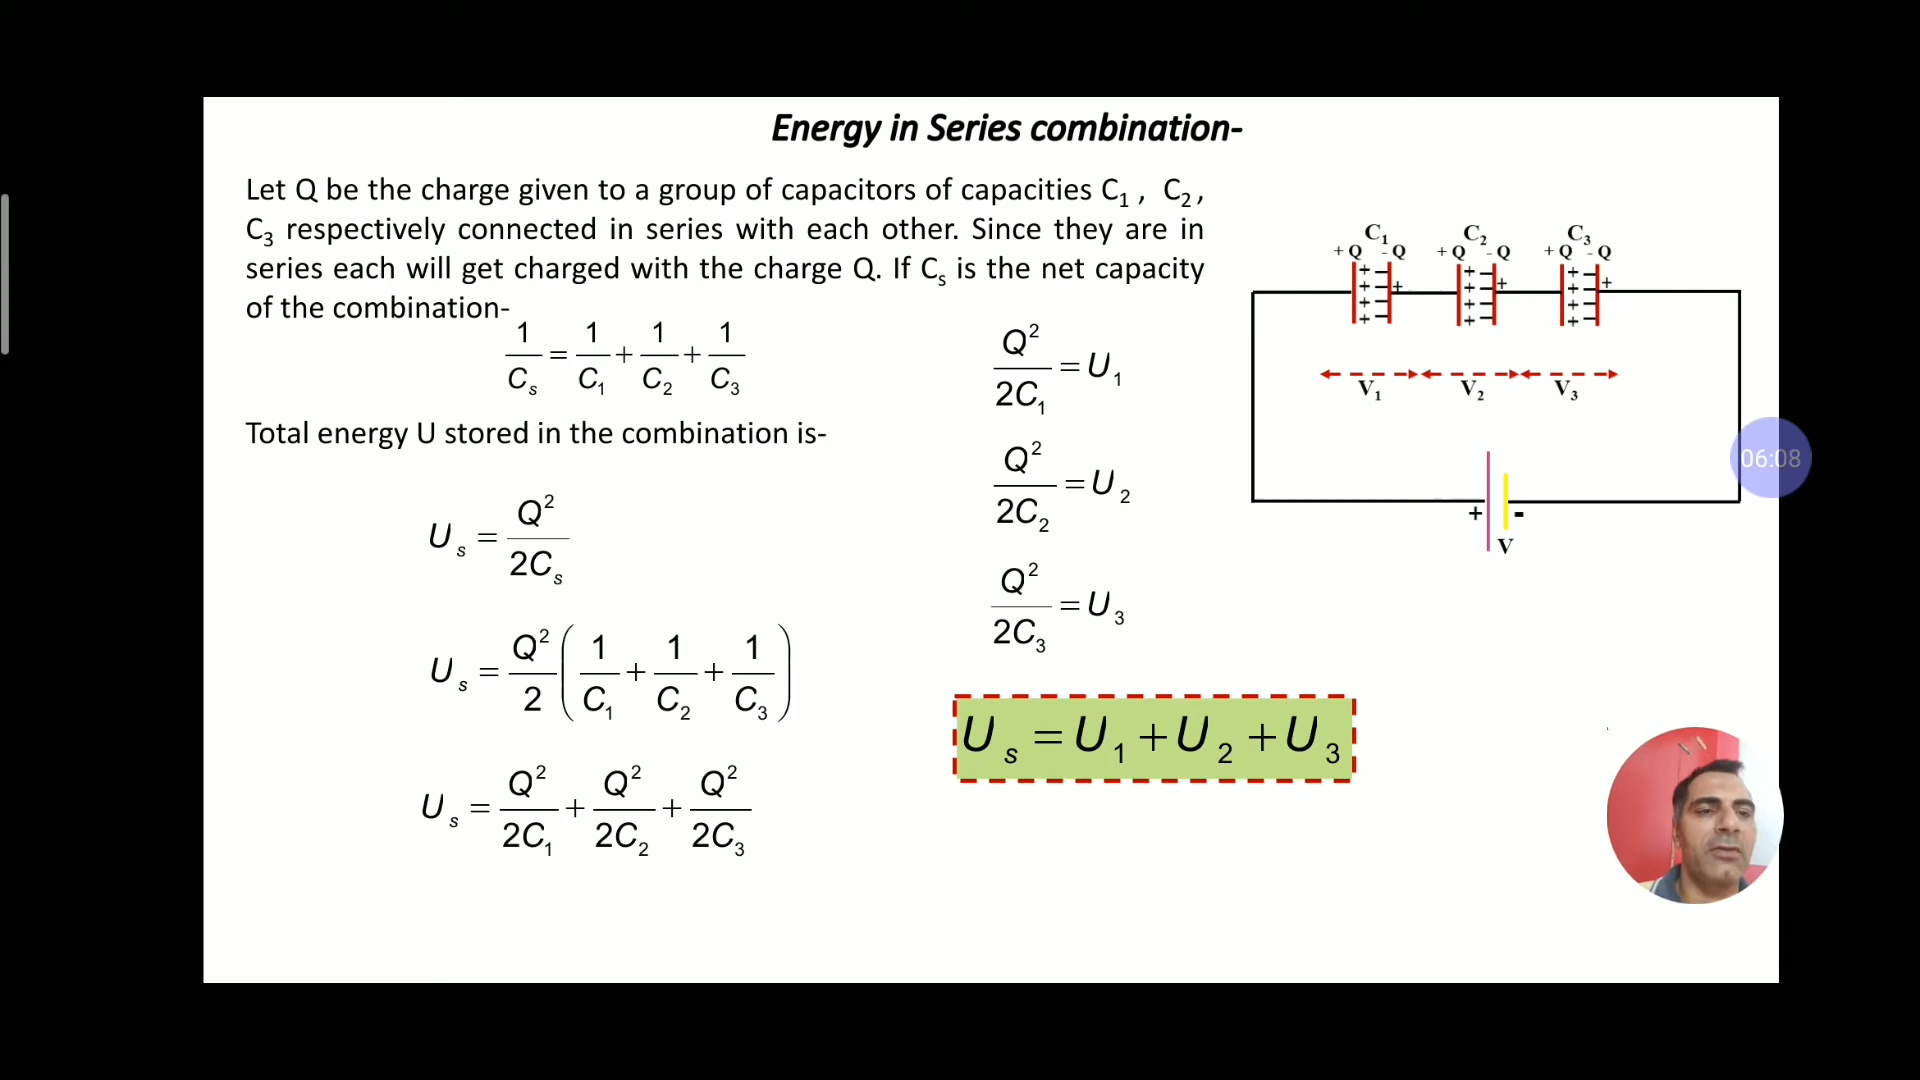 Energy in Series combination-
Let Q be the charge given to a group of capacitors of capacities C₁ , C₂ ,
C₃ respectively connected in series with each other. Since they are in
series each will get charged with the charge Q. If Cₛ is the net capacity
of the combination-
1/Cₛ = 1/C₁ + 1/C₂ + 1/C₃
Total energy U stored in the combination is-
Uₛ = Q²/2Cₛ
Uₛ = Q²/2 (1/C₁ + 1/C₂ + 1/C₃)
Uₛ = Q²/2C₁ + Q²/2C₂ + Q²/2C₃
Q²/2C₁ = U₁
Q²/2C₂ = U₂
Q²/2C₃ = U₃
Uₛ = U₁ + U₂ + U₃
C₁ C₂ C₃
+Q -Q +Q -Q +Q -Q
+ + + + + +
+ + +
+ + +
+ + +
V₁ V₂ V₃
+ -
V
06:08